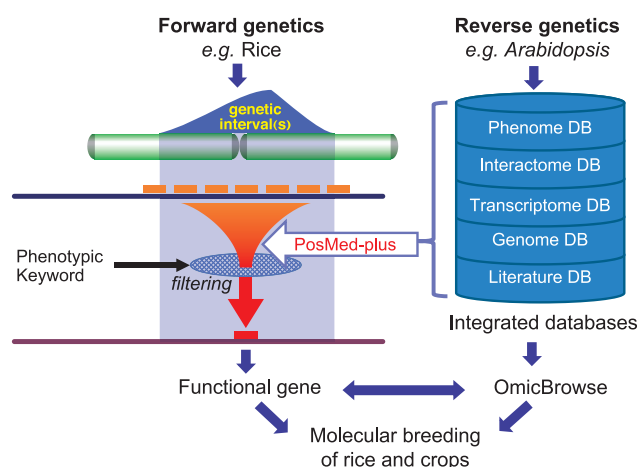 Forward genetics
e.g. Rice
genetic
interval(s)
Phenotypic
Keyword
filtering
PosMed-plus
Functional gene
Reverse genetics
e.g. Arabidopsis
Phenome DB
Interactome DB
Transcriptome DB
Genome DB
Literature DB
Integrated databases
OmicBrowse
Molecular breeding
of rice and crops